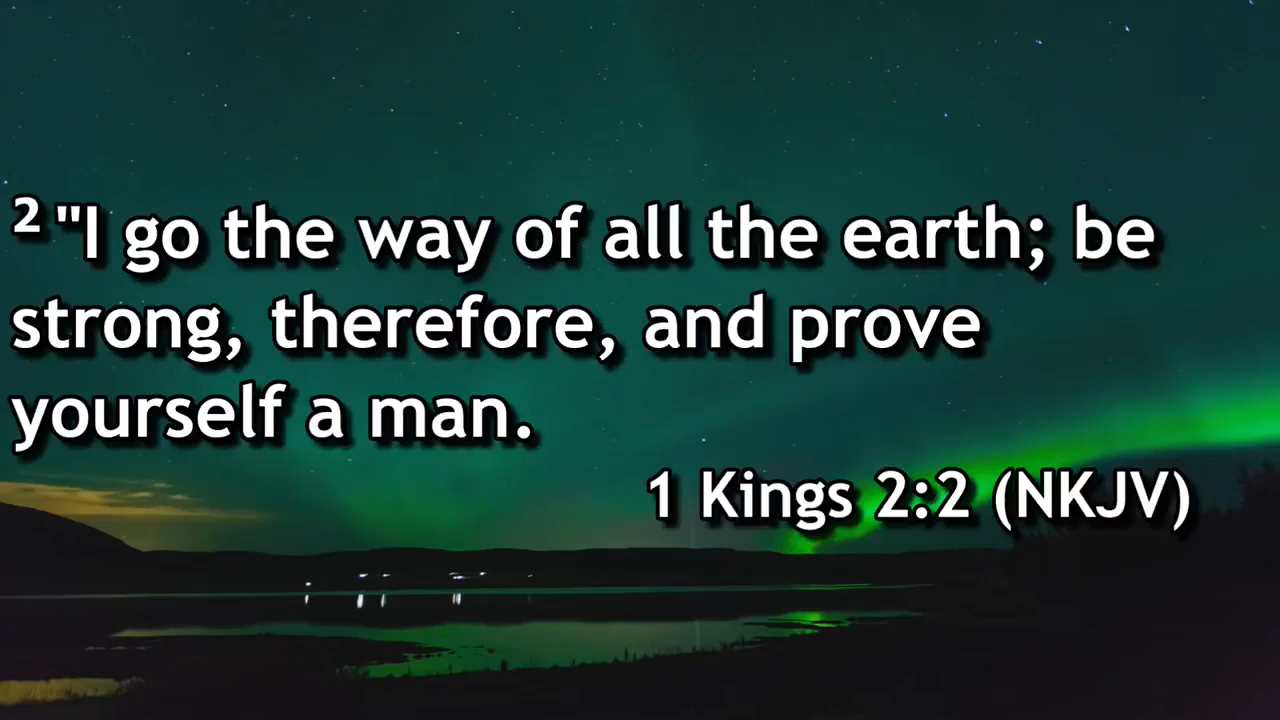 ² "I go the way of all the earth; be
strong, therefore, and prove
yourself a man.
1 Kings 2:2 (NKJV)